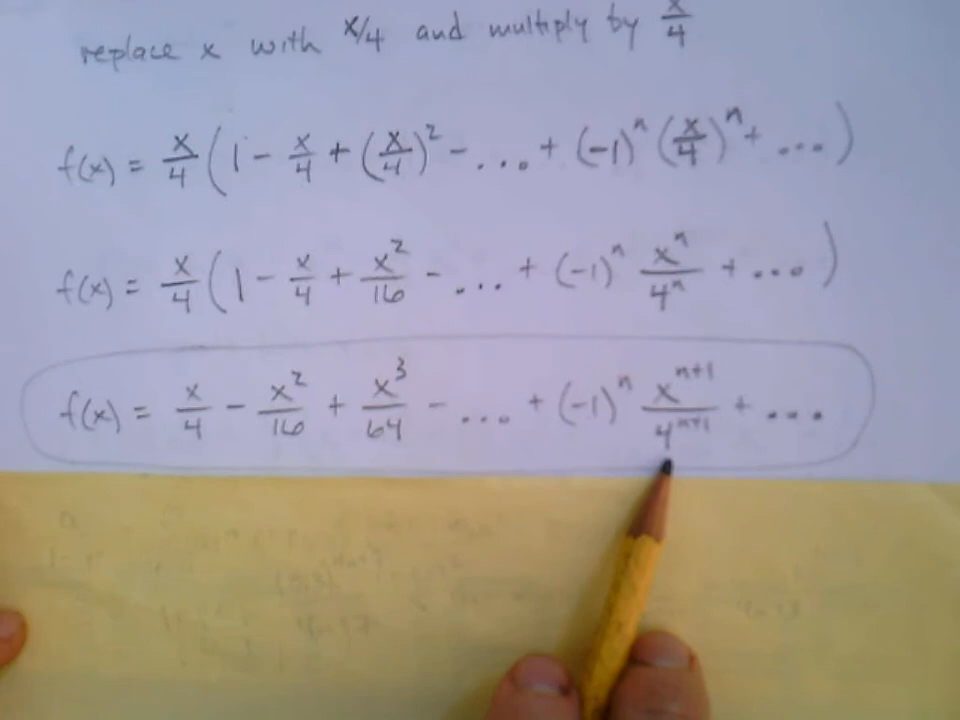 replace x with x/4 and multiply by x/4
f(x) = x/4 (1 - x/4 + (x/4)^2 - .... + (-1)^n (x/4)^n + ....)
f(x) = x/4 (1 - x/4 + x^2/16 - .... + (-1)^n x^n/4^n + ....)
f(x) = x/4 - x^2/16 + x^3/64 - .... + (-1)^n x^(n+1)/4^(n+1) + ....